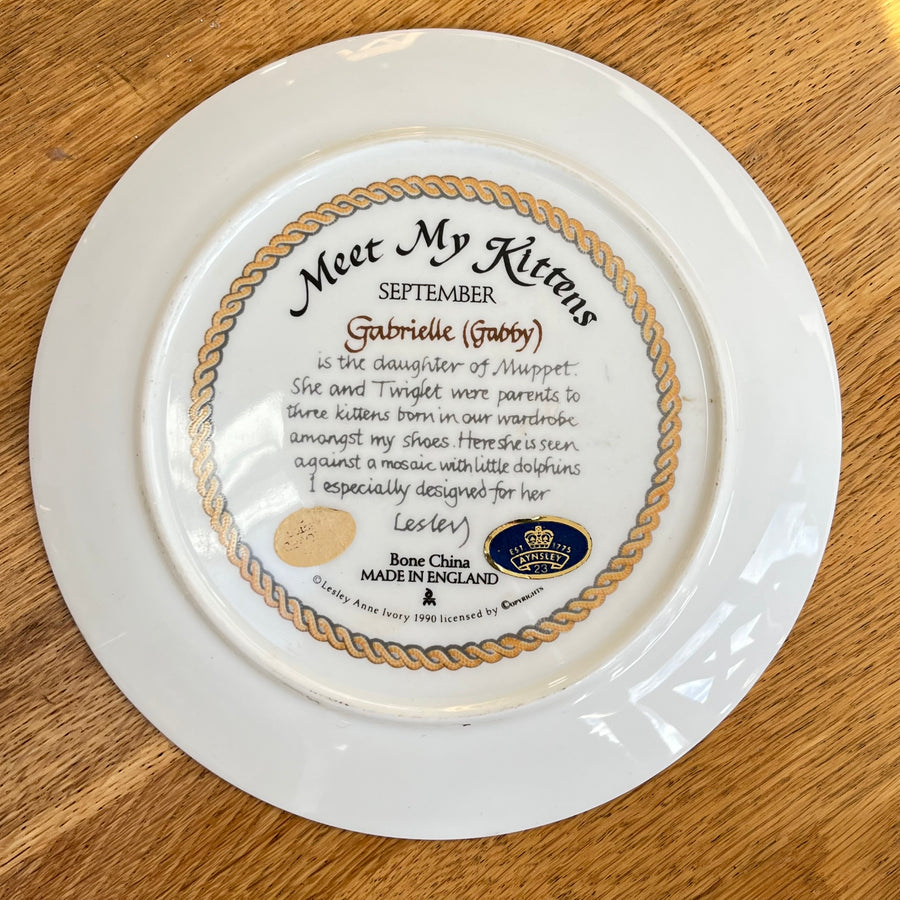 Meet My Kittens
SEPTEMBER
Gabrielle (Gabby)
is the daughter of Muppet.
She and Twiglet were parents to
three kittens born in our wardrobe
amongst my shoes. Here she is seen
against a mosaic with little dolphins
I especially designed for her
Lesley
EST 1775
AYNSLEY
23
Bone China
MADE IN ENGLAND
© Lesley Anne Ivory 1990 licensed by ©OPYRIGHTS